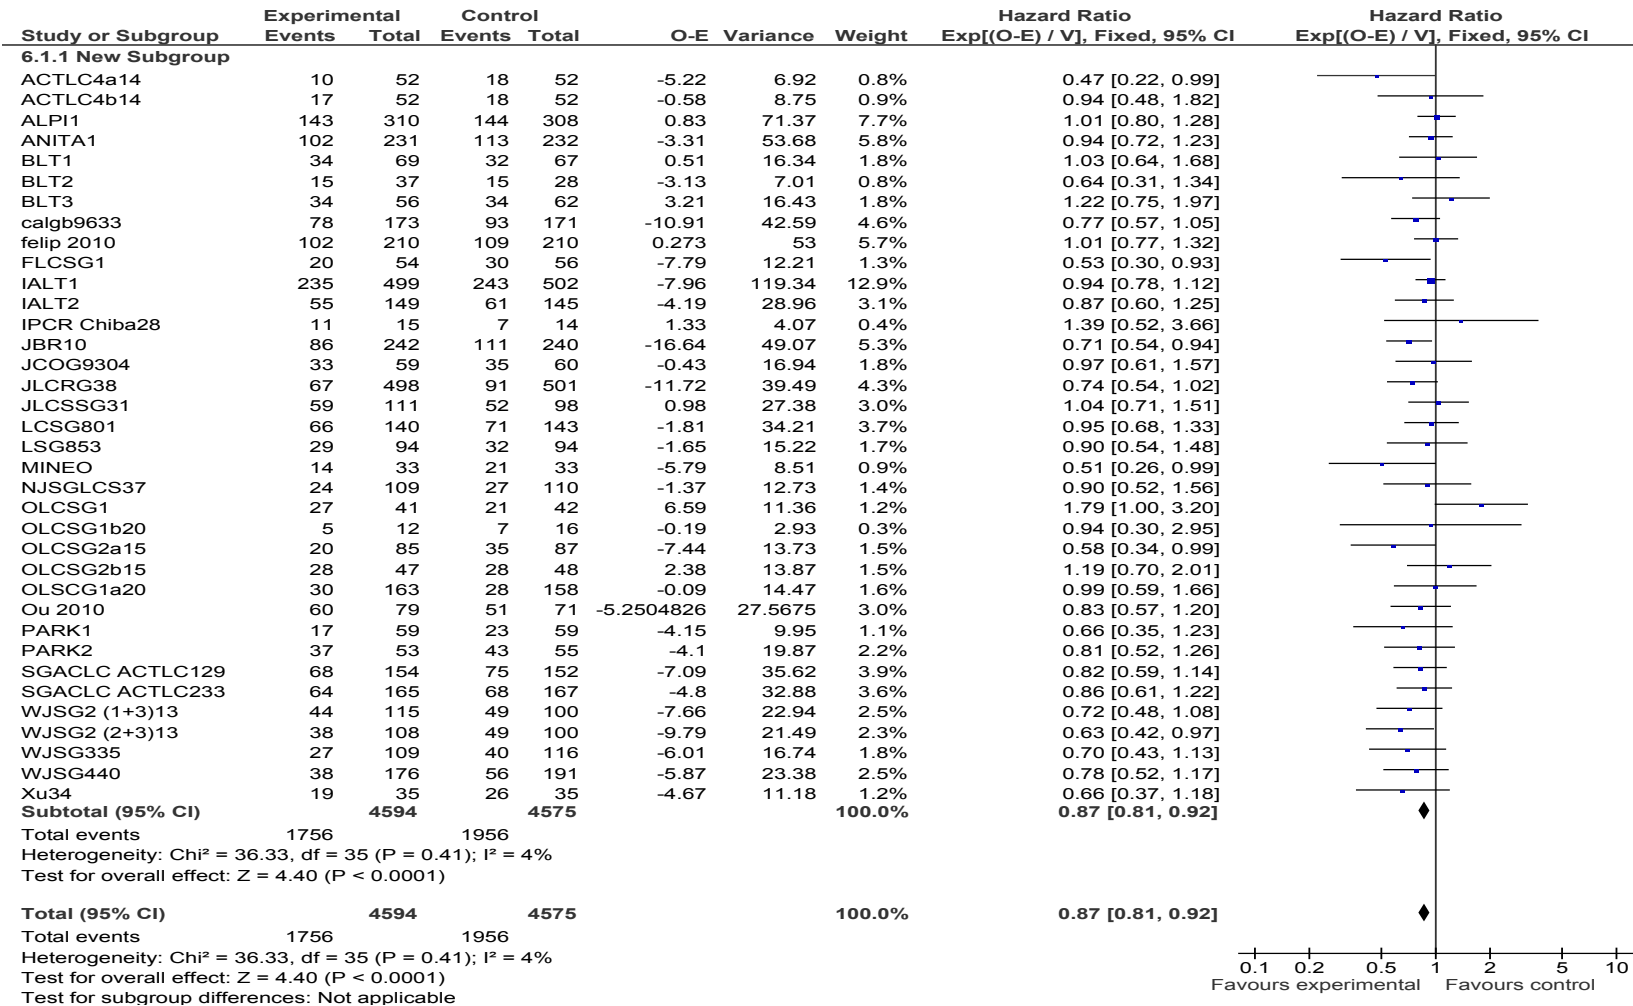 Experimental Control Hazard Ratio Hazard Ratio
Study or Subgroup Events Total Events Total O-E Variance Weight Exp[(O-E) / V], Fixed, 95% CI Exp[(O-E) / V], Fixed, 95% CI
6.1.1 New Subgroup
ACTLC4a14 10 52 18 52 -5.22 6.92 0.8% 0.47 [0.22, 0.99]
ACTLC4b14 17 52 18 52 -0.58 8.75 0.9% 0.94 [0.48, 1.82]
ALPI1 143 310 144 308 0.83 71.37 7.7% 1.01 [0.80, 1.28]
ANITA1 102 231 113 232 -3.31 53.68 5.8% 0.94 [0.72, 1.23]
BLT1 34 69 32 67 0.51 16.34 1.8% 1.03 [0.64, 1.68]
BLT2 15 37 15 28 -3.13 7.01 0.8% 0.64 [0.31, 1.34]
BLT3 34 56 34 62 3.21 16.43 1.8% 1.22 [0.75, 1.97]
calgb9633 78 173 93 171 -10.91 42.59 4.6% 0.77 [0.57, 1.05]
felip 2010 102 210 109 210 0.273 53 5.7% 1.01 [0.77, 1.32]
FLCSG1 20 54 30 56 -7.79 12.21 1.3% 0.53 [0.30, 0.93]
IALT1 235 499 243 502 -7.96 119.34 12.9% 0.94 [0.78, 1.12]
IALT2 55 149 61 145 -4.19 28.96 3.1% 0.87 [0.60, 1.25]
IPCR Chiba28 11 15 7 14 1.33 4.07 0.4% 1.39 [0.52, 3.66]
JBR10 86 242 111 240 -16.64 49.07 5.3% 0.71 [0.54, 0.94]
JCOG9304 33 59 35 60 -0.43 16.94 1.8% 0.97 [0.61, 1.57]
JLCRG38 67 498 91 501 -11.72 39.49 4.3% 0.74 [0.54, 1.02]
JLCSSG31 59 111 52 98 0.98 27.38 3.0% 1.04 [0.71, 1.51]
LCSG801 66 140 71 143 -1.81 34.21 3.7% 0.95 [0.68, 1.33]
LSG853 29 94 32 94 -1.65 15.22 1.7% 0.90 [0.54, 1.48]
MINEO 14 33 21 33 -5.79 8.51 0.9% 0.51 [0.26, 0.99]
NJSGLCS37 24 109 27 110 -1.37 12.73 1.4% 0.90 [0.52, 1.56]
OLCSG1 27 41 21 42 6.59 11.36 1.2% 1.79 [1.00, 3.20]
OLCSG1b20 5 12 7 16 -0.19 2.93 0.3% 0.94 [0.30, 2.95]
OLCSG2a15 20 85 35 87 -7.44 13.73 1.5% 0.58 [0.34, 0.99]
OLCSG2b15 28 47 28 48 2.38 13.87 1.5% 1.19 [0.70, 2.01]
OLSCG1a20 30 163 28 158 -0.09 14.47 1.6% 0.99 [0.59, 1.66]
Ou 2010 60 79 51 71 -5.2504826 27.5675 3.0% 0.83 [0.57, 1.20]
PARK1 17 59 23 59 -4.15 9.95 1.1% 0.66 [0.35, 1.23]
PARK2 37 53 43 55 -4.1 19.87 2.2% 0.81 [0.52, 1.26]
SGACLC ACTLC129 68 154 75 152 -7.09 35.62 3.9% 0.82 [0.59, 1.14]
SGACLC ACTLC233 64 165 68 167 -4.8 32.88 3.6% 0.86 [0.61, 1.22]
WJSG2 (1+3)13 44 115 49 100 -7.66 22.94 2.5% 0.72 [0.48, 1.08]
WJSG2 (2+3)13 38 108 49 100 -9.79 21.49 2.3% 0.63 [0.42, 0.97]
WJSG335 27 109 40 116 -6.01 16.74 1.8% 0.70 [0.43, 1.13]
WJSG440 38 176 56 191 -5.87 23.38 2.5% 0.78 [0.52, 1.17]
Xu34 19 35 26 35 -4.67 11.18 1.2% 0.66 [0.37, 1.18]
Subtotal (95% CI) 4594 4575 100.0% 0.87 [0.81, 0.92]
Total events 1756 1956
Heterogeneity: Chi² = 36.33, df = 35 (P = 0.41); I² = 4%
Test for overall effect: Z = 4.40 (P < 0.0001)
Total (95% CI) 4594 4575 100.0% 0.87 [0.81, 0.92]
Total events 1756 1956
Heterogeneity: Chi² = 36.33, df = 35 (P = 0.41); I² = 4%
Test for overall effect: Z = 4.40 (P < 0.0001)
Test for subgroup differences: Not applicable
0.1 0.2 0.5 1 2 5 10
Favours experimental Favours control